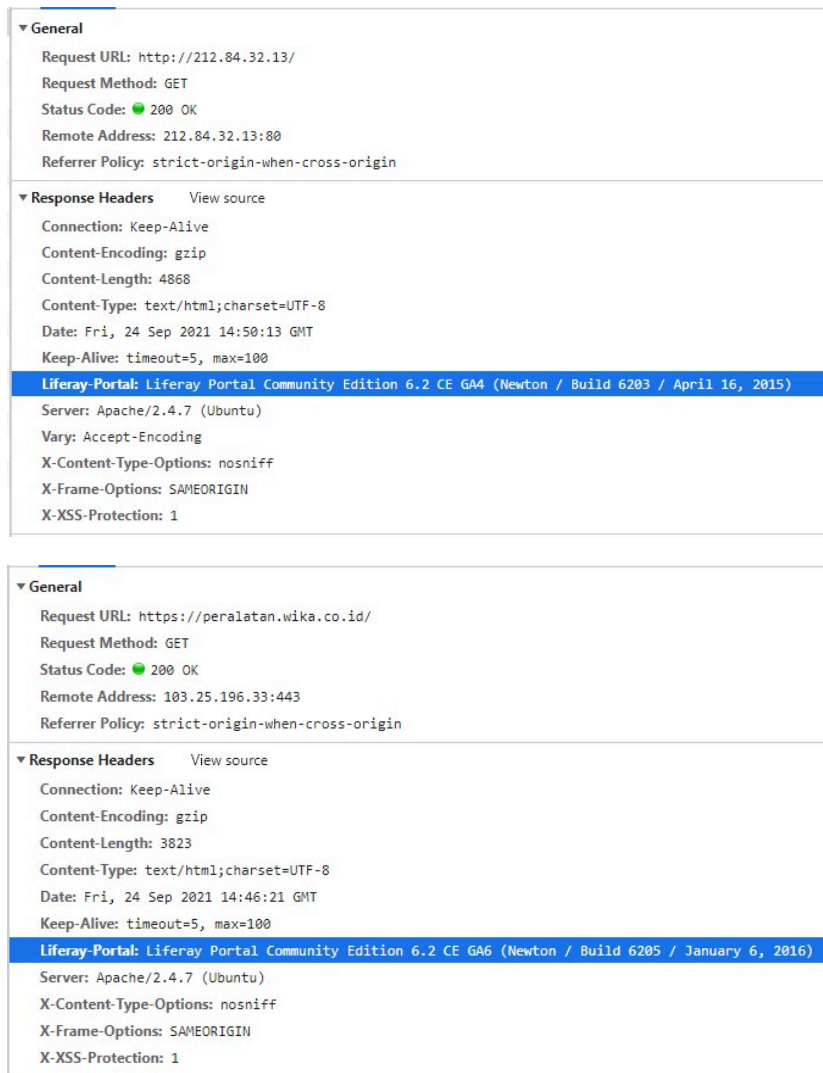 General
Request URL: http://212.84.32.13/
Request Method: GET
Status Code: 200 OK
Remote Address: 212.84.32.13:80
Referrer Policy: strict-origin-when-cross-origin
Response Headers View source
Connection: Keep-Alive
Content-Encoding: gzip
Content-Length: 4868
Content-Type: text/html;charset=UTF-8
Date: Fri, 24 Sep 2021 14:50:13 GMT
Keep-Alive: timeout=5, max=100
Liferay-Portal: Liferay Portal Community Edition 6.2 CE GA4 (Newton / Build 6203 / April 16, 2015)
Server: Apache/2.4.7 (Ubuntu)
Vary: Accept-Encoding
X-Content-Type-Options: nosniff
X-Frame-Options: SAMEORIGIN
X-XSS-Protection: 1
General
Request URL: https://peralatan.wika.co.id/
Request Method: GET
Status Code: 200 OK
Remote Address: 103.25.196.33:443
Referrer Policy: strict-origin-when-cross-origin
Response Headers View source
Connection: Keep-Alive
Content-Encoding: gzip
Content-Length: 3823
Content-Type: text/html;charset=UTF-8
Date: Fri, 24 Sep 2021 14:46:21 GMT
Keep-Alive: timeout=5, max=100
Liferay-Portal: Liferay Portal Community Edition 6.2 CE GA6 (Newton / Build 6205 / January 6, 2016)
Server: Apache/2.4.7 (Ubuntu)
X-Content-Type-Options: nosniff
X-Frame-Options: SAMEORIGIN
X-XSS-Protection: 1